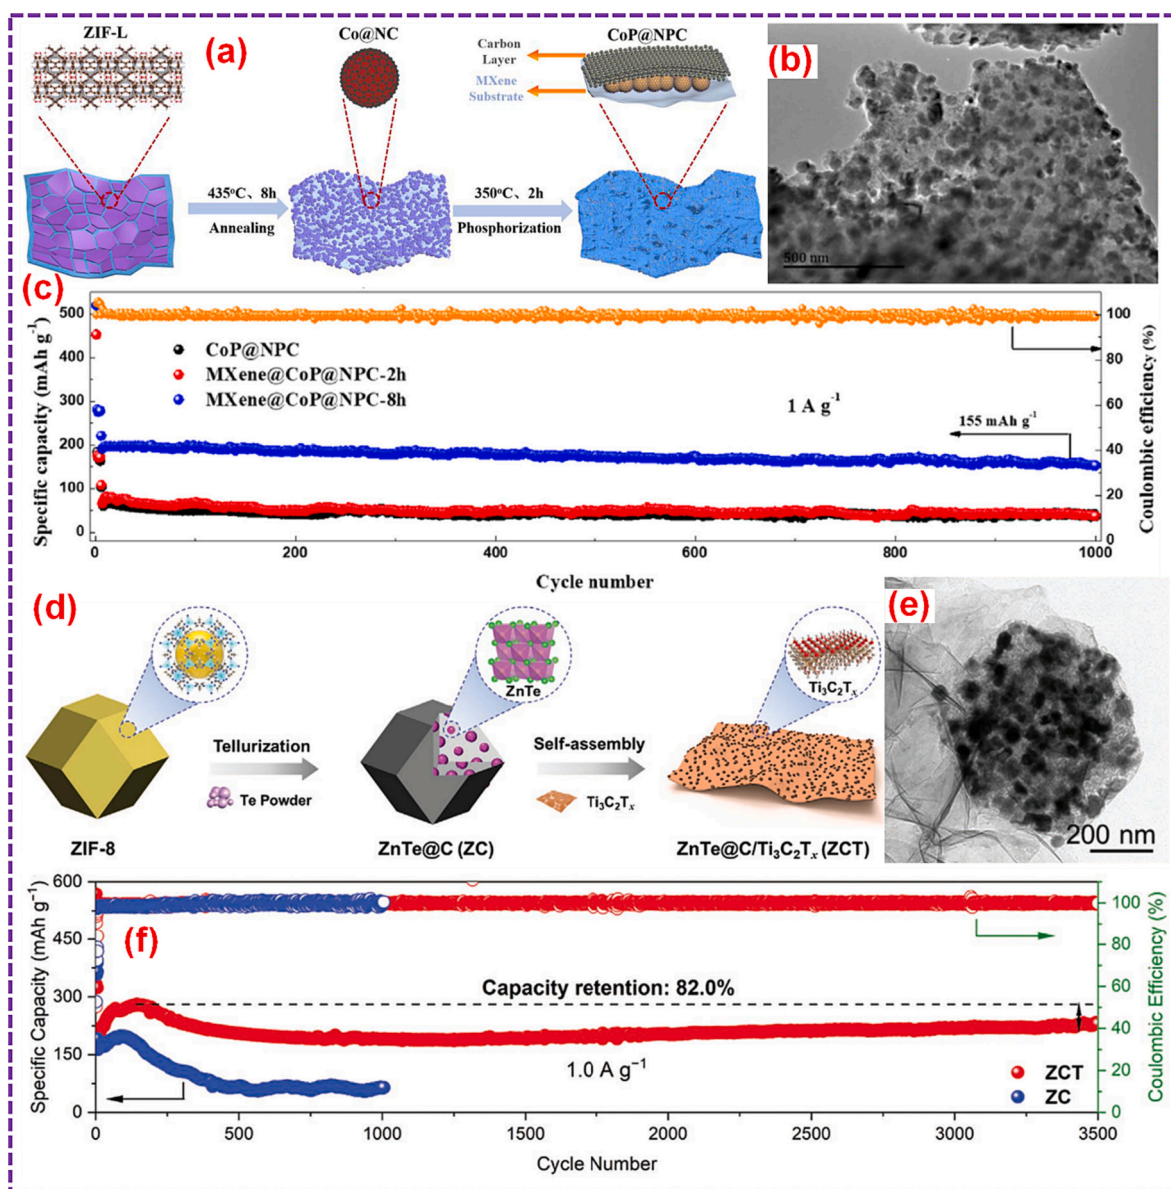 (a)
ZIF-L
Co@NC
CoP@NPC
Carbon
Layer
MXene
Substrate
435°C、8h
Annealing
350°C、2h
Phosphorization
(b)
500 nm
(c)
Specific capacity (mAh g⁻¹)
500
400
300
200
100
0
CoP@NPC
MXene@CoP@NPC-2h
MXene@CoP@NPC-8h
1 A g⁻¹
155 mAh g⁻¹
100
80
60
40
20
0
Coulombic efficiency (%)
0
200
400
600
800
1000
Cycle number
(d)
ZnTe
Ti₃C₂Tₓ
Tellurization
Te Powder
Self-assembly
Ti₃C₂Tₓ
ZIF-8
ZnTe@C (ZC)
ZnTe@C/Ti₃C₂Tₓ (ZCT)
(e)
200 nm
(f)
Specific Capacity (mAh g⁻¹)
600
450
300
150
0
Capacity retention: 82.0%
1.0 A g⁻¹
ZCT
ZC
100
80
60
40
20
0
Coulombic Efficiency (%)
0
500
1000
1500
2000
2500
3000
3500
Cycle Number